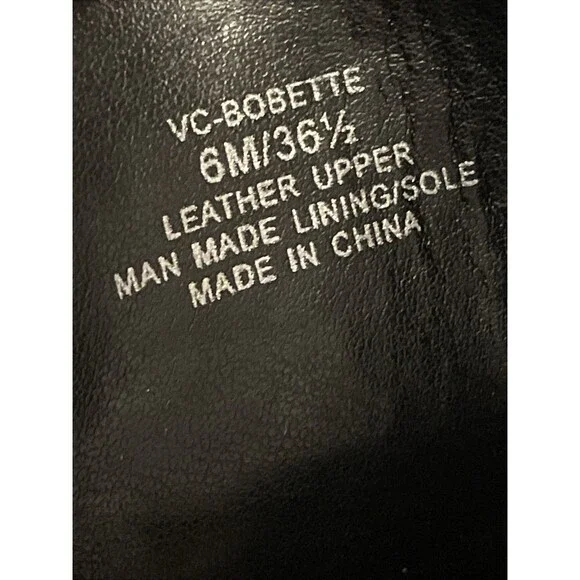 VC-BOBETTE
6M/36½
LEATHER UPPER
MAN MADE LINING/SOLE
MADE IN CHINA